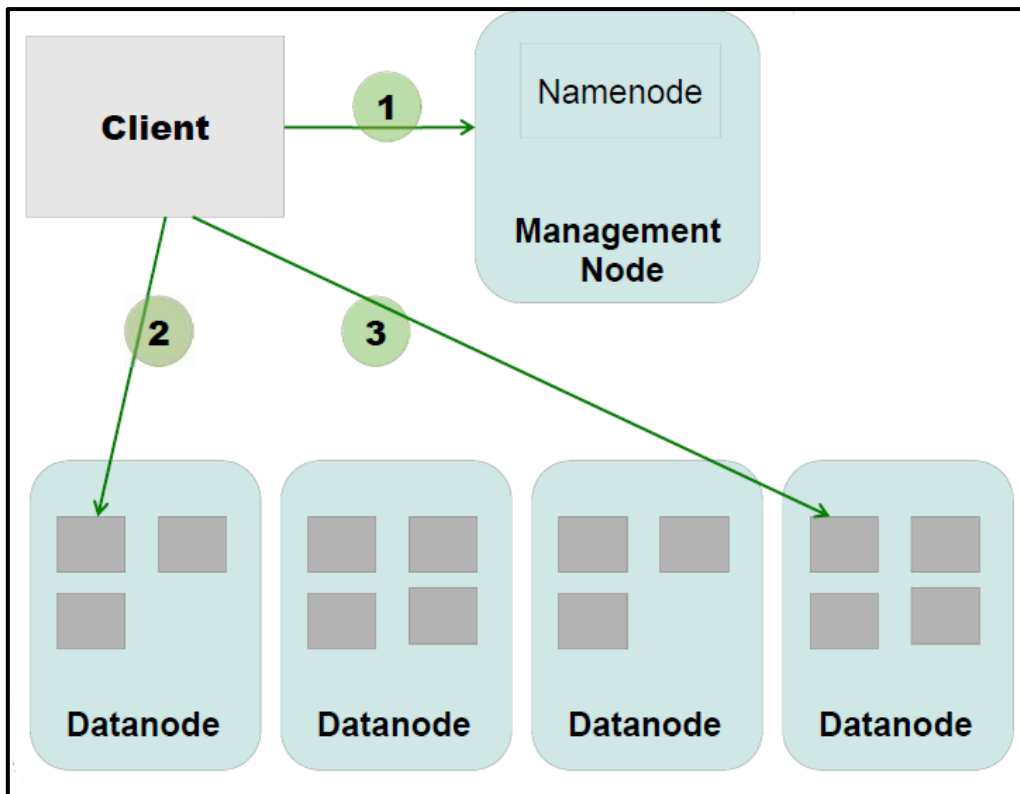 Client
1
Namenode
Management
Node
2
3
Datanode
Datanode
Datanode
Datanode